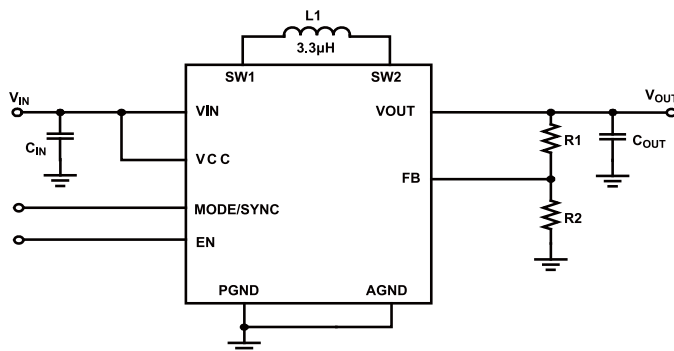 L1
3.3µH
SW1
SW2
VIN
VIN
VOUT
VOUT
R1
CIN
COUT
VCC
FB
R2
MODE/SYNC
EN
PGND
AGND